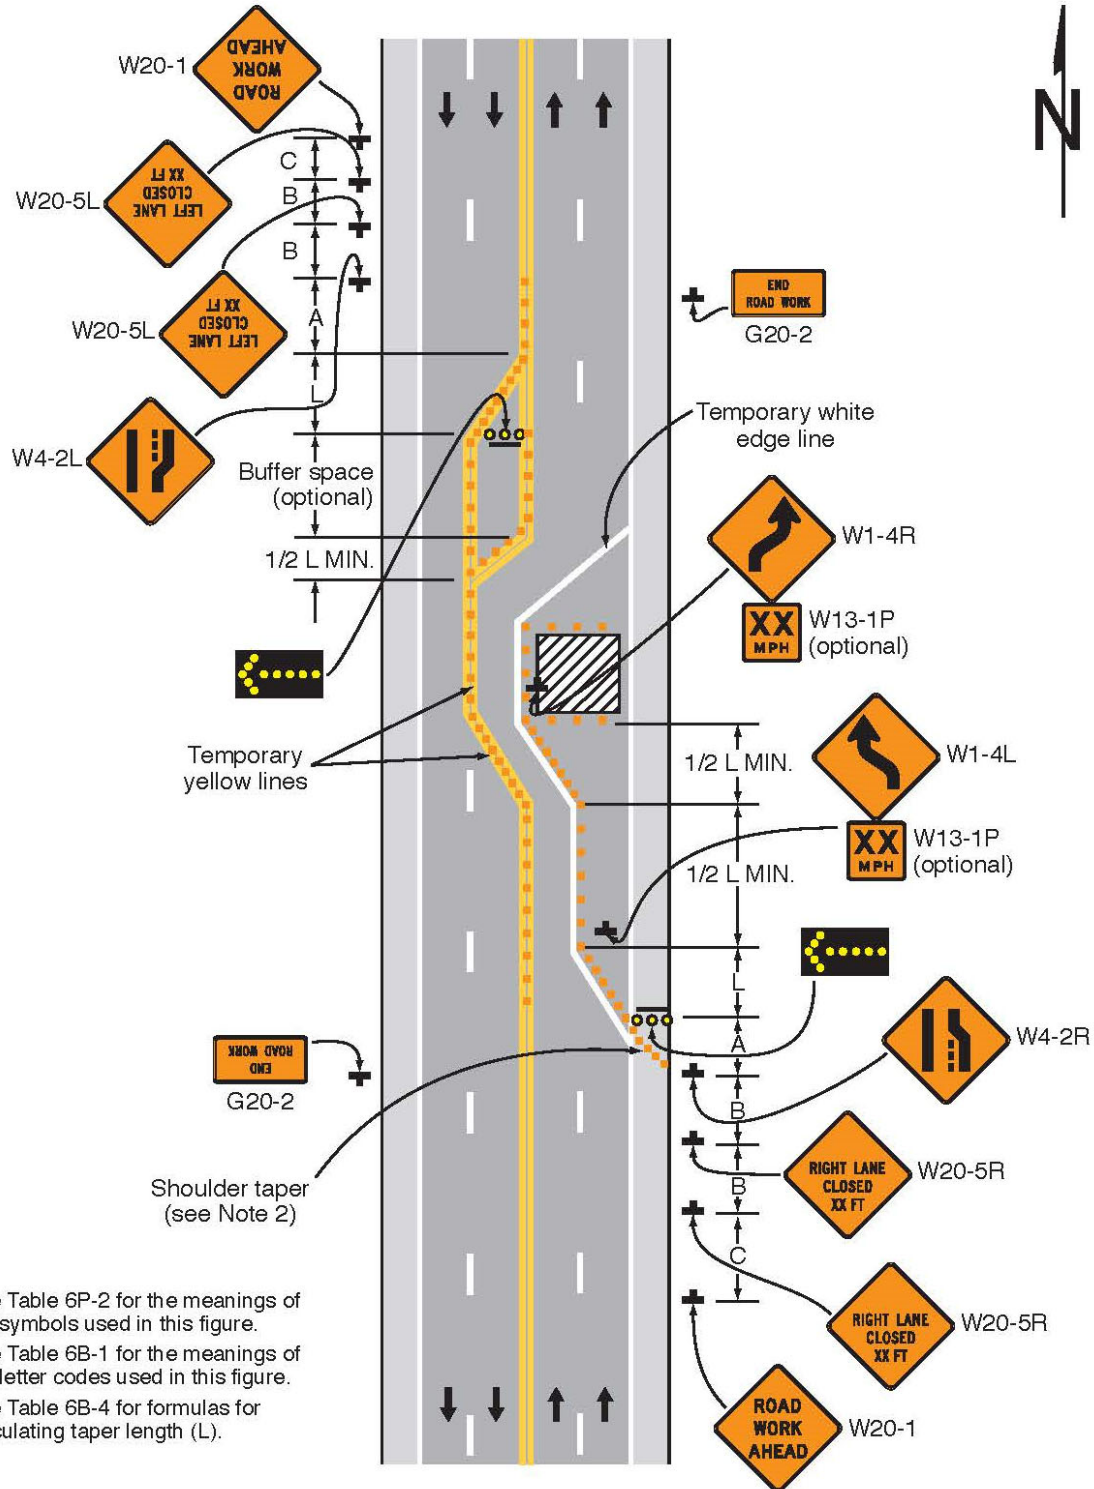 W20-1
ROAD
WORK
AHEAD
N
C
W20-5L
LEFT LANE
CLOSED
XX FT
B
B
W20-5L
LEFT LANE
CLOSED
XX FT
END
ROAD WORK
G20-2
A
L
W4-2L
Temporary white
edge line
Buffer space
(optional)
W1-4R
1/2 L MIN.
XX
MPH
W13-1P
(optional)
Temporary
yellow lines
1/2 L MIN.
W1-4L
XX
MPH
W13-1P
(optional)
1/2 L MIN.
L
A
W4-2R
END
ROAD WORK
G20-2
B
RIGHT LANE
CLOSED
XX FT
W20-5R
Shoulder taper
(see Note 2)
B
C
RIGHT LANE
CLOSED
XX FT
W20-5R
ROAD
WORK
AHEAD
W20-1
Table 6P-2 for the meanings of
symbols used in this figure.
Table 6B-1 for the meanings of
letter codes used in this figure.
Table 6B-4 for formulas for
culating taper length (L).